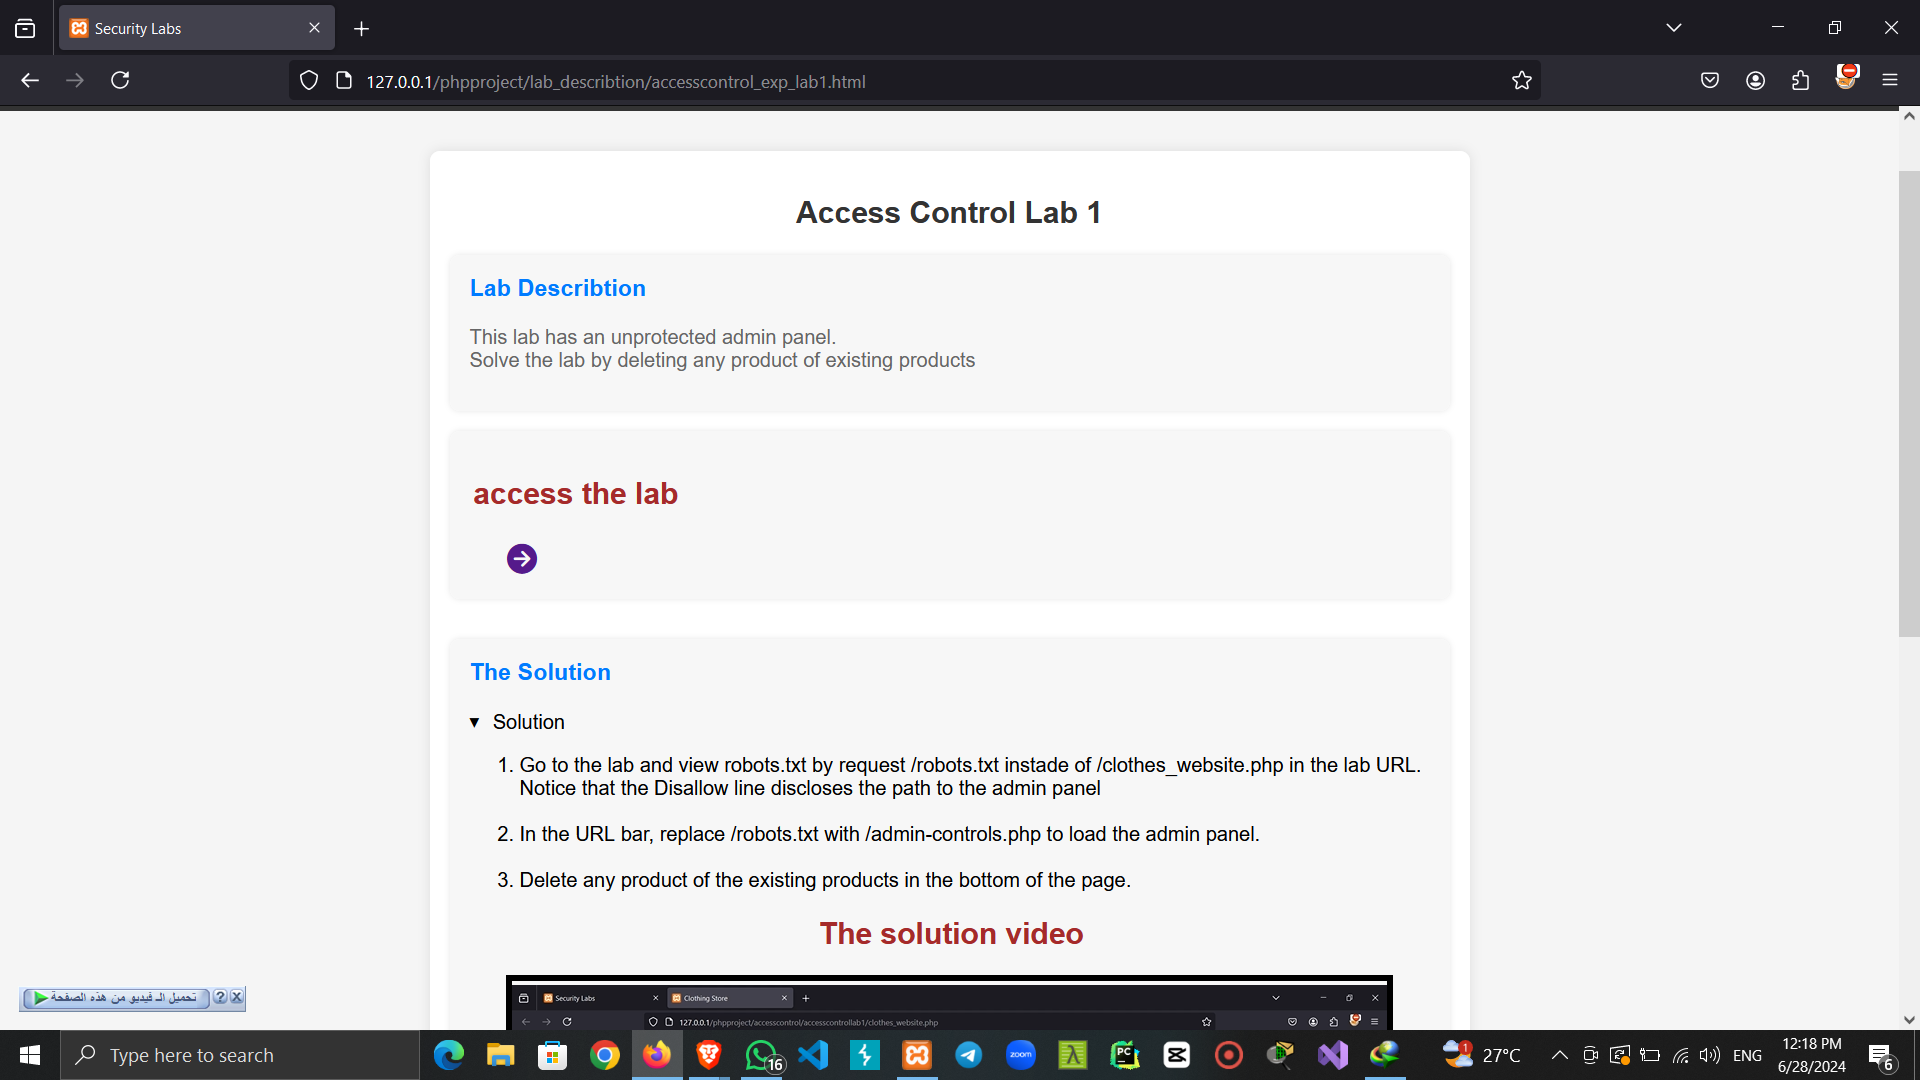 Security Labs
127.0.0.1/phpproject/lab_describtion/accesscontrol_exp_lab1.html
Access Control Lab 1
Lab Describtion
This lab has an unprotected admin panel.
Solve the lab by deleting any product of existing products
access the lab
The Solution
▼ Solution
1. Go to the lab and view robots.txt by request /robots.txt instade of /clothes_website.php in the lab URL.
Notice that the Disallow line discloses the path to the admin panel
2. In the URL bar, replace /robots.txt with /admin-controls.php to load the admin panel.
3. Delete any product of the existing products in the bottom of the page.
The solution video
تحميل الـ فيديو من هذه الصفحة ? X
Security Labs
Clothing Store
127.0.0.1/phpproject/accesscontrol/accesscontrollab1/clothes_website.php
Type here to search
16
zoom
PC
1
27°C
ENG
12:18 PM
6/28/2024
6